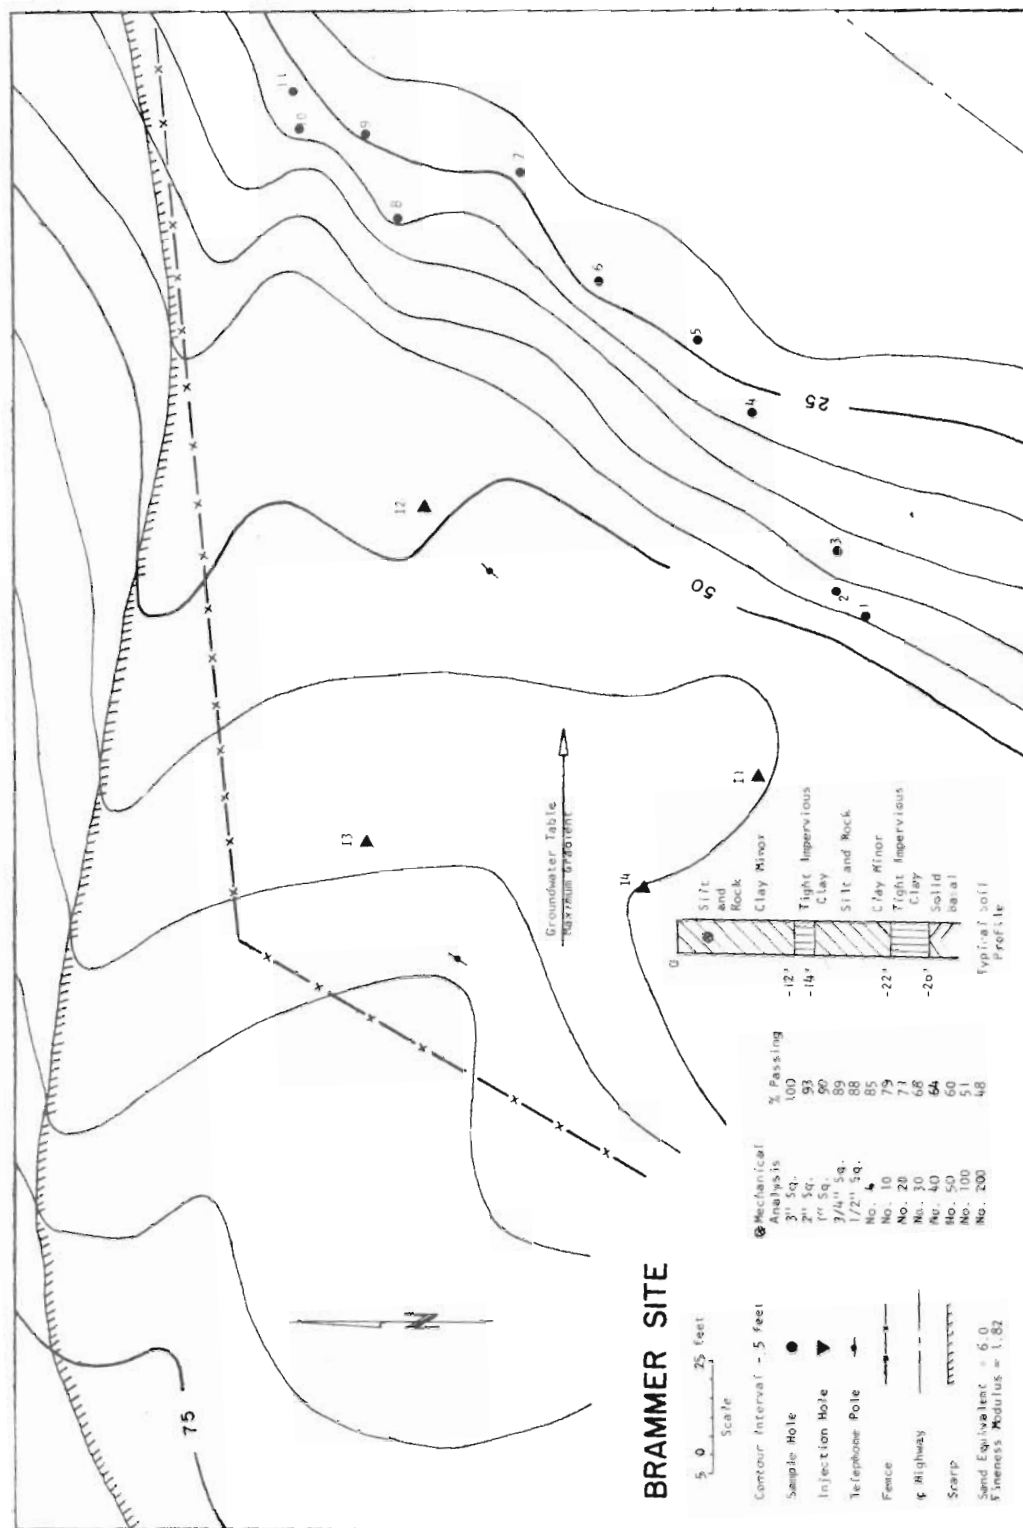 11
10
9
8
7
6
5
4
3
2
1
25
50
75
I2
I3
I1
I4
Groundwater Table
Maximum Gradient
N
0
-12'
-14'
-22'
-26'
Silt
and
Rock
Clay Minor
Tight Impervious
Clay
Silt and Rock
Clay Minor
Tight Impervious
Clay
Solid
Basal
Typical Soil
Profile
Mechanical
Analysis % Passing
3" Sq. 100
2" Sq. 93
1" Sq. 90
3/4" Sq. 89
1/2" Sq. 88
No. 4 85
No. 10 79
No. 20 71
No. 30 68
No. 40 64
No. 50 60
No. 100 51
No. 200 48
BRAMMER SITE
5 0 25 feet
Scale
Contour Interval - .5 feet
Sample Hole
Injection Hole
Telephone Pole
Fence
℄ Highway
Scarp
Sand Equivalent = 6.0
Fineness Modulus = 1.82